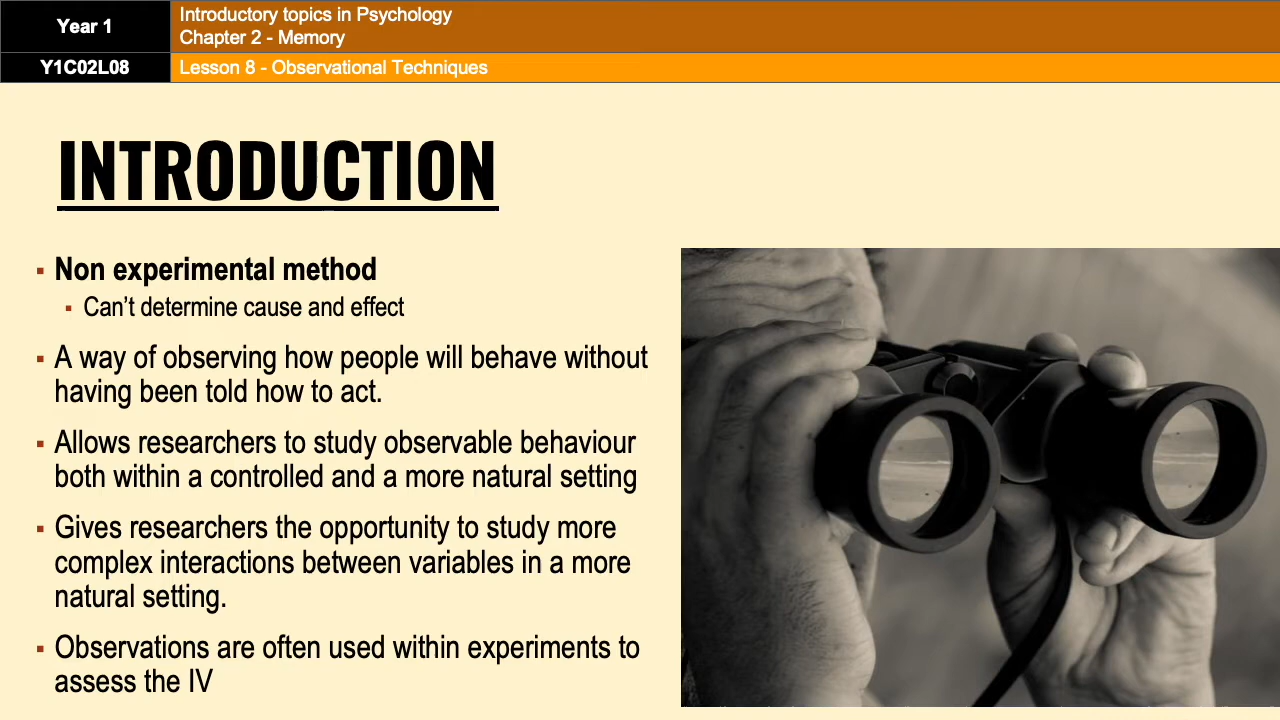 Year 1
Introductory topics in Psychology
Chapter 2 - Memory
Y1C02L08
Lesson 8 - Observational Techniques
INTRODUCTION
▪ Non experimental method
▪ Can’t determine cause and effect
▪ A way of observing how people will behave without
having been told how to act.
▪ Allows researchers to study observable behaviour
both within a controlled and a more natural setting
▪ Gives researchers the opportunity to study more
complex interactions between variables in a more
natural setting.
▪ Observations are often used within experiments to
assess the IV